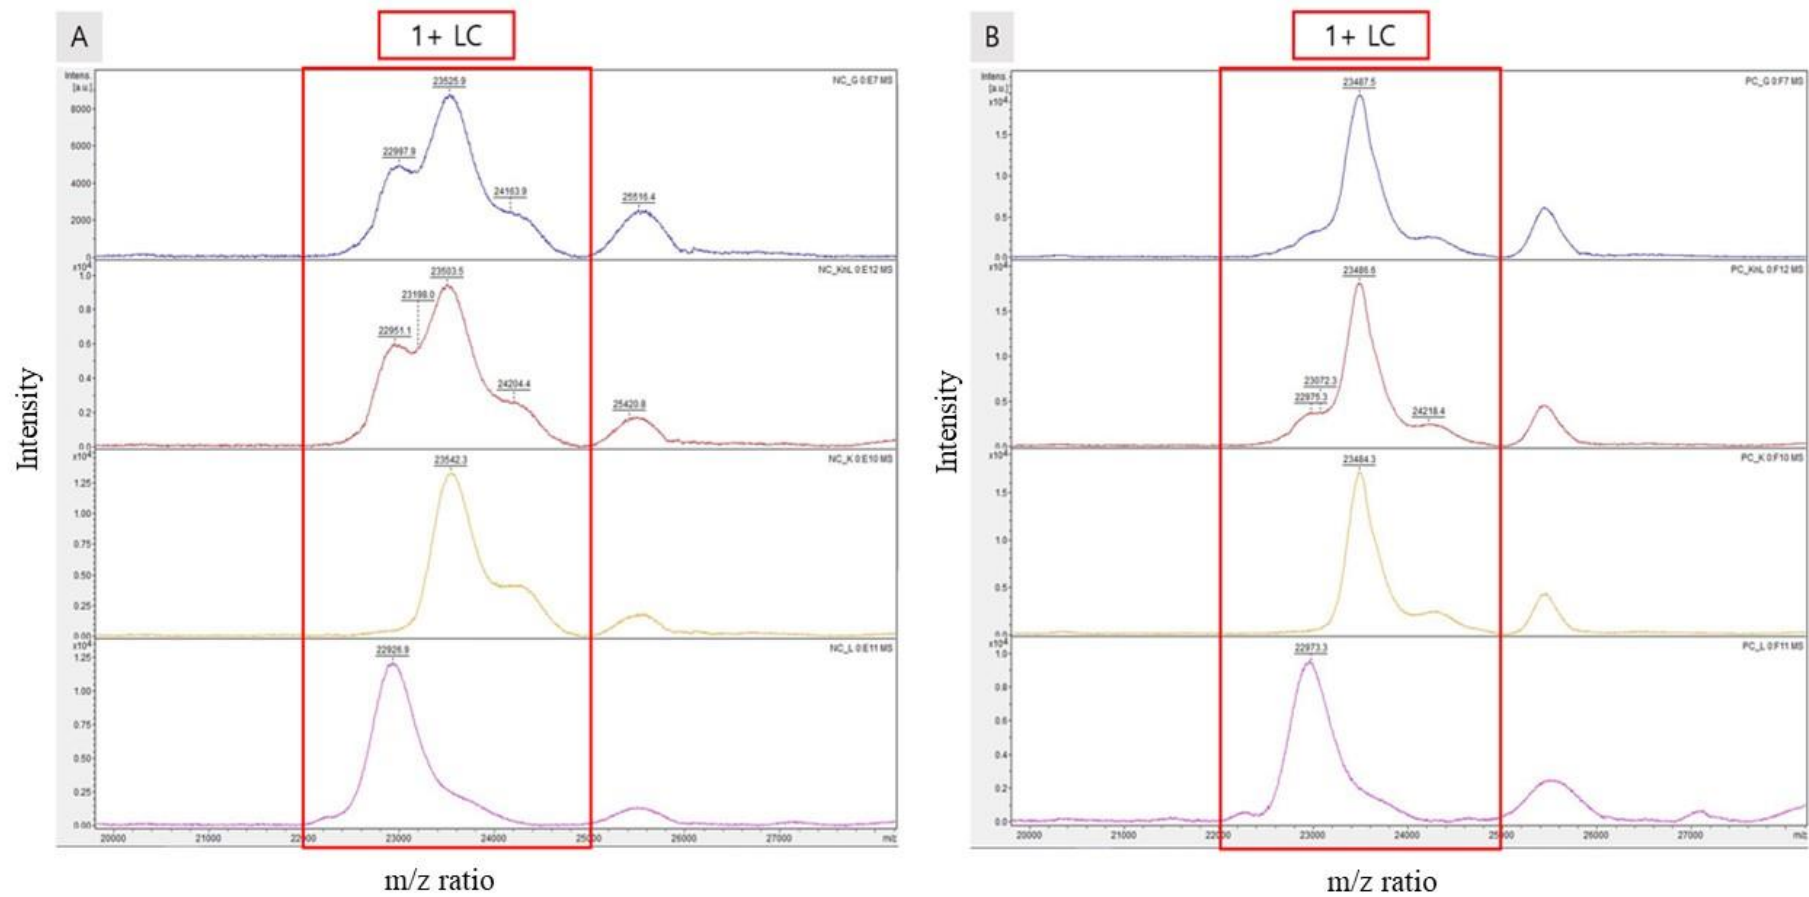 A
1+ LC
Intens.
[a.u.]
NC_G 0:E7 MS
23525.9
22997.9
24163.9
25516.4
8000
6000
4000
2000
0
x10⁴
NC_KnL 0:E12 MS
23503.5
23198.0
22951.1
24204.4
25420.8
1.0
0.8
0.6
0.4
0.2
0.0
x10⁴
NC_K 0:E10 MS
23542.3
1.25
1.00
0.75
0.50
0.25
0.00
x10⁴
NC_L 0:E11 MS
22926.9
1.25
1.00
0.75
0.50
0.25
0.00
20000 21000 22000 23000 24000 25000 26000 27000 m/z
Intensity
m/z ratio
B
1+ LC
Intens.
[a.u.]
x10⁴
PC_G 0:F7 MS
23487.5
1.5
1.0
0.5
0.0
x10⁴
PC_KnL 0:F12 MS
23486.6
23072.3
22975.3
24218.4
1.5
1.0
0.5
0.0
x10⁴
PC_K 0:F10 MS
23484.3
1.5
1.0
0.5
0.0
x10⁴
PC_L 0:F11 MS
22973.3
1.0
0.8
0.6
0.4
0.2
0.0
20000 21000 22000 23000 24000 25000 26000 27000 m/z
Intensity
m/z ratio